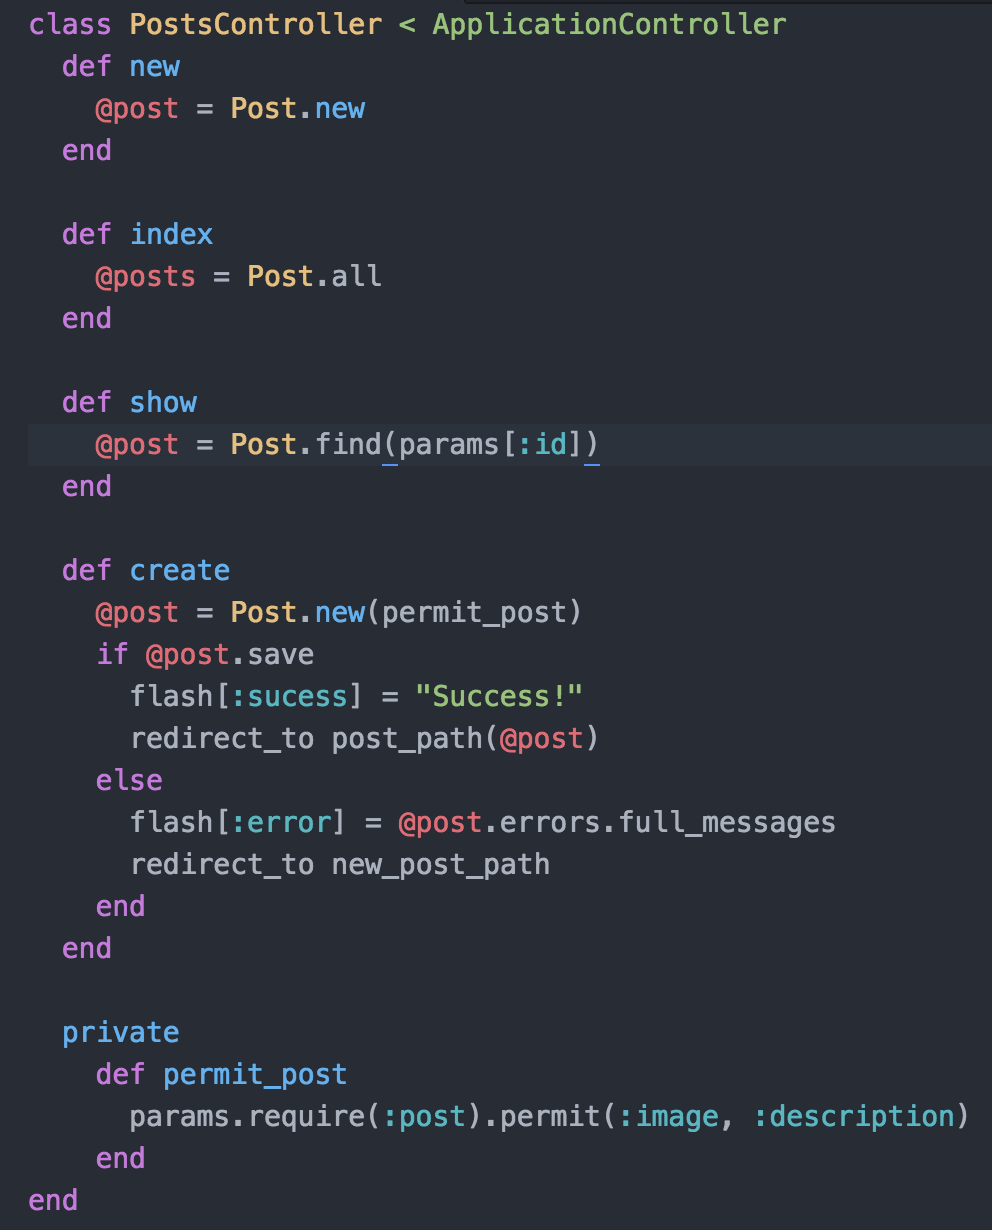 class PostsController < ApplicationController
  def new
    @post = Post.new
  end

  def index
    @posts = Post.all
  end

  def show
    @post = Post.find(params[:id])
  end

  def create
    @post = Post.new(permit_post)
    if @post.save
      flash[:sucess] = "Success!"
      redirect_to post_path(@post)
    else
      flash[:error] = @post.errors.full_messages
      redirect_to new_post_path
    end
  end

  private
    def permit_post
      params.require(:post).permit(:image, :description)
    end
end